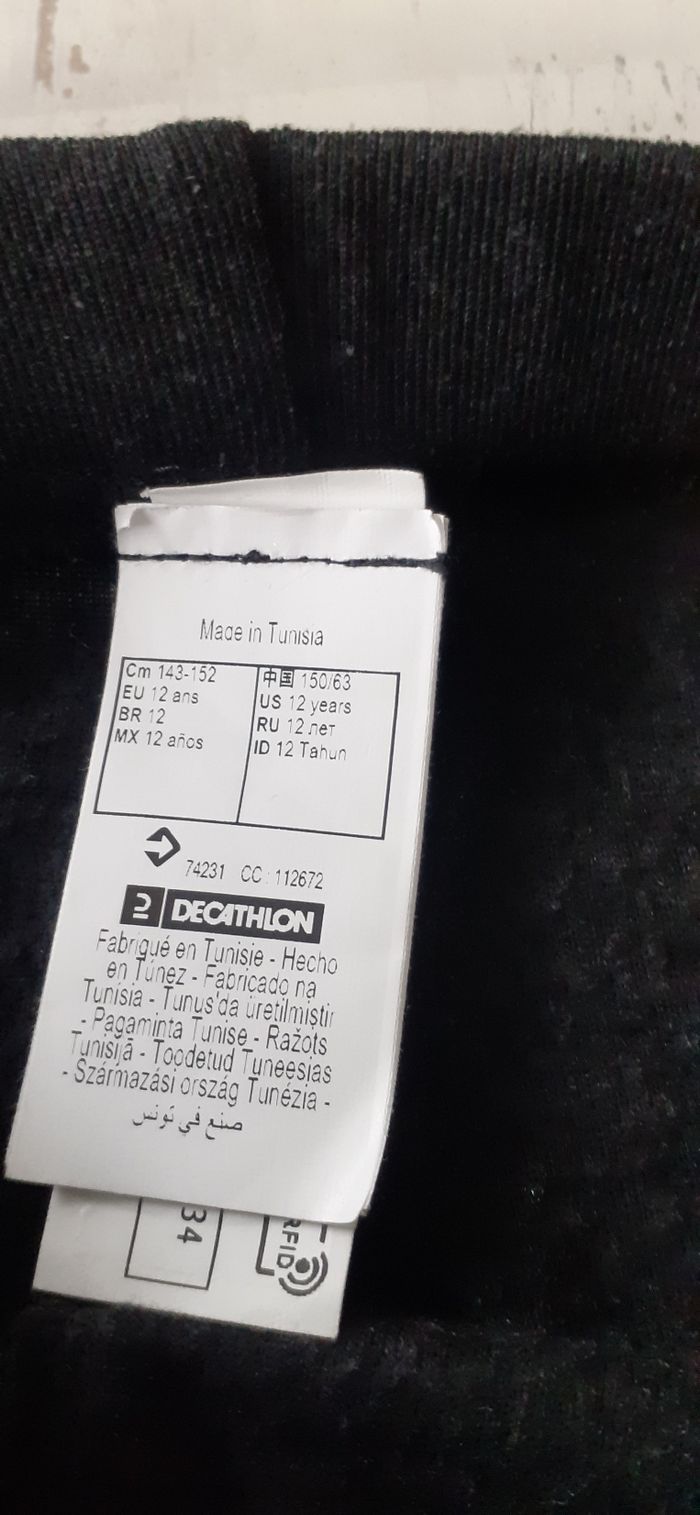 Made in Tunisia
Cm 143-152
EU 12 ans
BR 12
MX 12 años
中国 150/63
US 12 years
RU 12 лет
ID 12 Tahun
74231 CC : 112672
DECATHLON
Fabriqué en Tunisie - Hecho
en Túnez - Fabricado na
Tunísia - Tunus'da üretilmiştir
- Pagaminta Tunise - Ražots
Tunisijā - Toodetud Tuneesias
- Származási ország Tunézia -
صنع في تونس
34
RFID